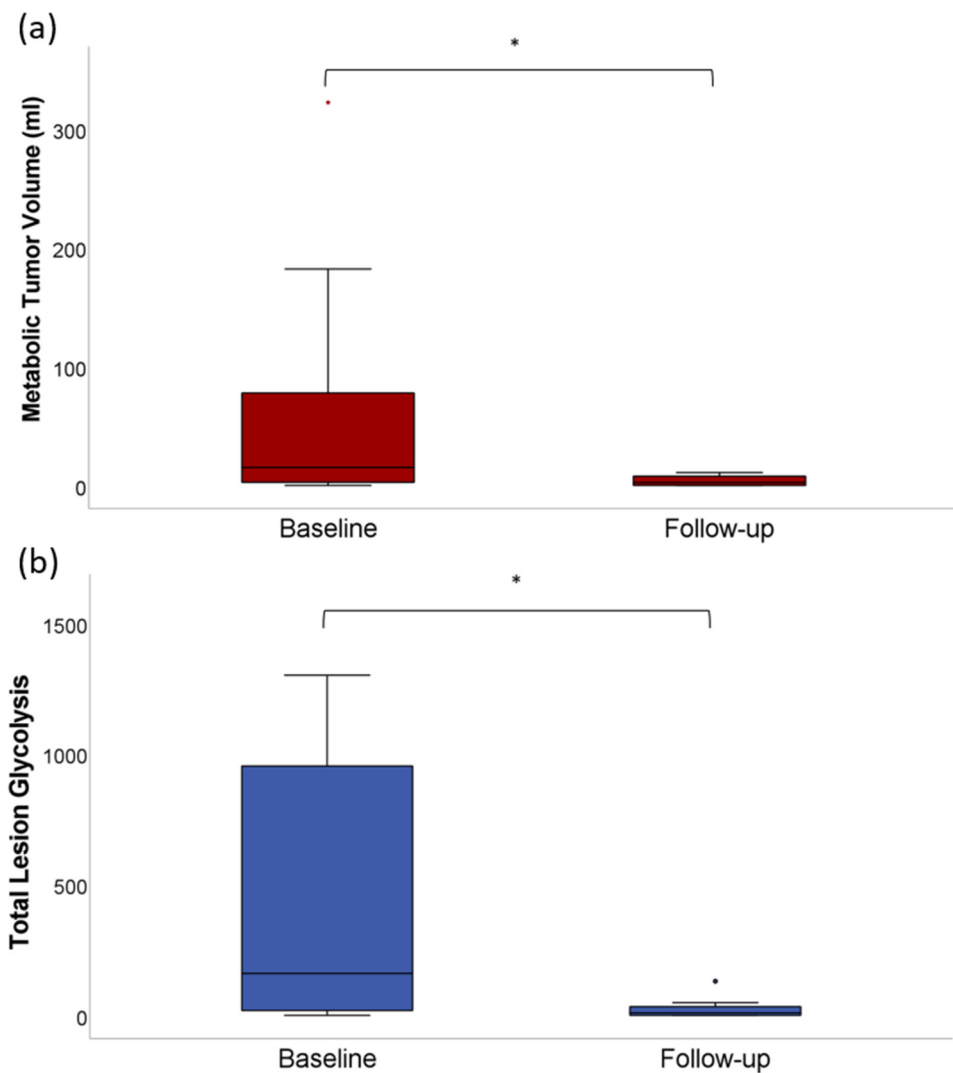 (a)
*
Metabolic Tumor Volume (ml)
300
200
100
0
Baseline Follow-up
(b)
*
Total Lesion Glycolysis
1500
1000
500
0
Baseline Follow-up